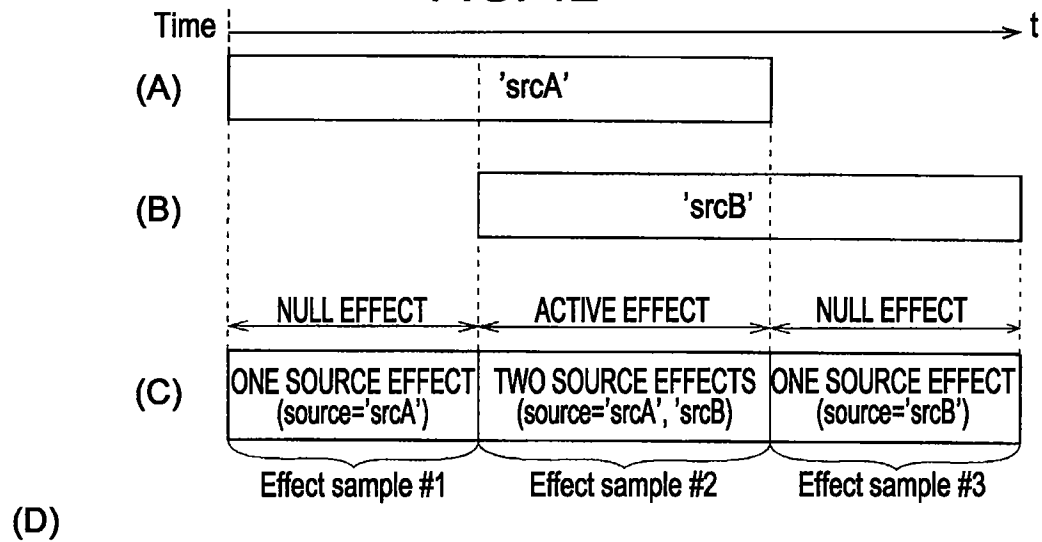 Time t
(A) 'srcA'
(B) 'srcB'
NULL EFFECT ACTIVE EFFECT NULL EFFECT
(C) ONE SOURCE EFFECT TWO SOURCE EFFECTS ONE SOURCE EFFECT
(source='srcA') (source='srcA', 'srcB) (source='srcB')
Effect sample #1 Effect sample #2 Effect sample #3
(D)